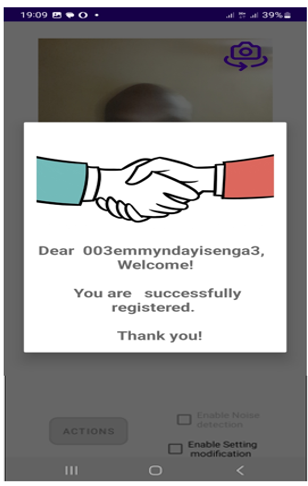 19:09
39%
Dear 003emmyndayisenga3,
Welcome!
You are successfully
registered.
Thank you!
Enable Noise
detection
ACTIONS
Enable Setting
modification